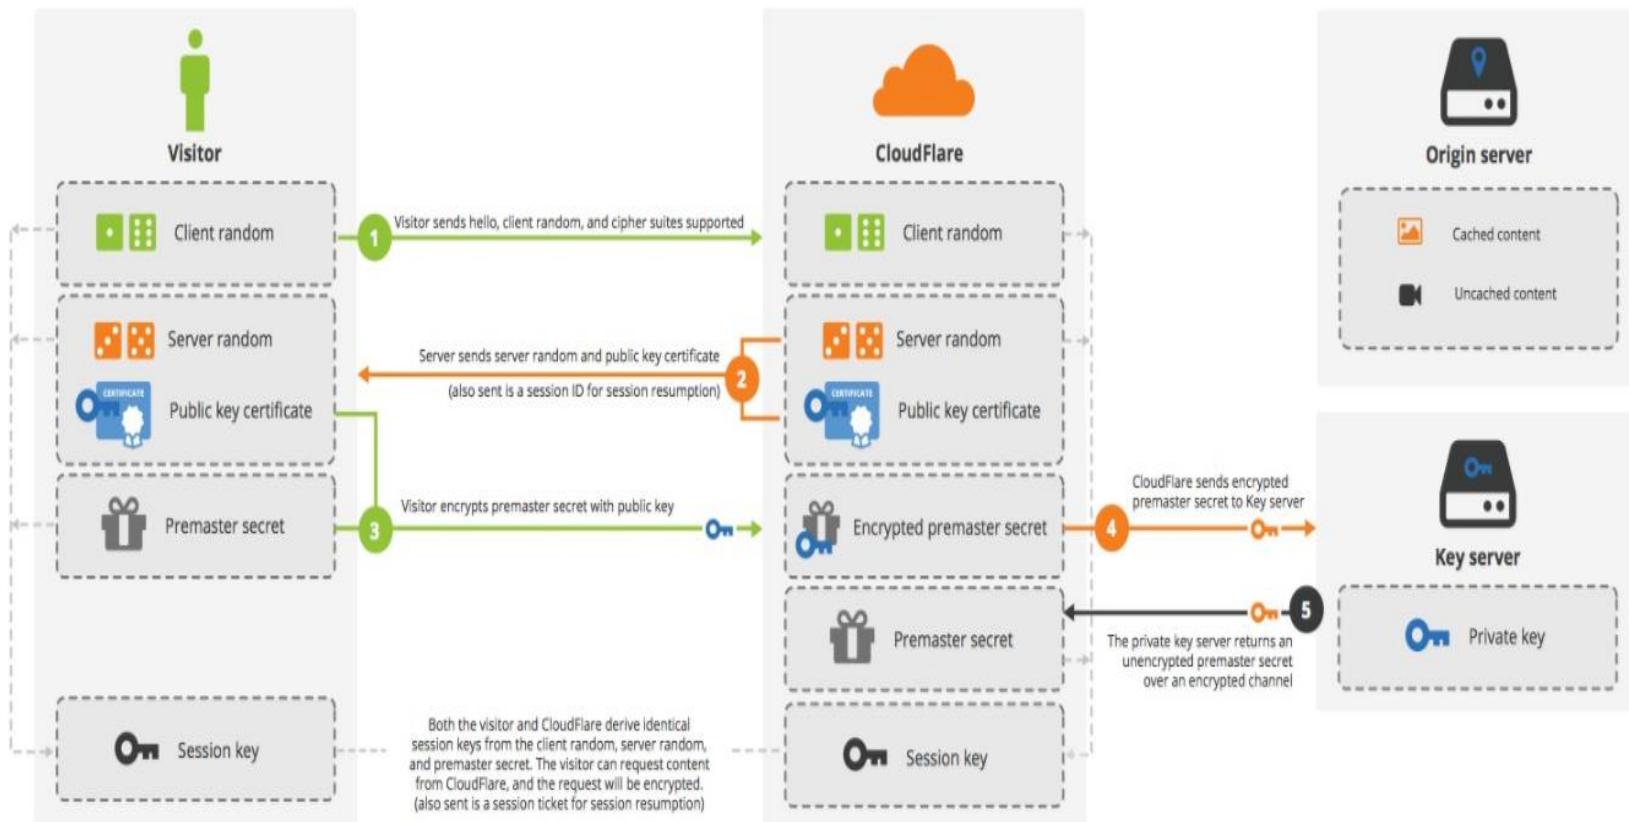 Visitor
CloudFlare
Origin server
Client random
1
Visitor sends hello, client random, and cipher suites supported
Client random
Cached content
Uncached content
Server random
CERTIFICATE
Public key certificate
Server sends server random and public key certificate
(also sent is a session ID for session resumption)
2
Server random
CERTIFICATE
Public key certificate
Premaster secret
3
Visitor encrypts premaster secret with public key
Encrypted premaster secret
4
CloudFlare sends encrypted
premaster secret to Key server
Key server
Premaster secret
5
The private key server returns an
unencrypted premaster secret
over an encrypted channel
Private key
Session key
Both the visitor and CloudFlare derive identical
session keys from the client random, server random,
and premaster secret. The visitor can request content
from CloudFlare, and the request will be encrypted.
(also sent is a session ticket for session resumption)
Session key